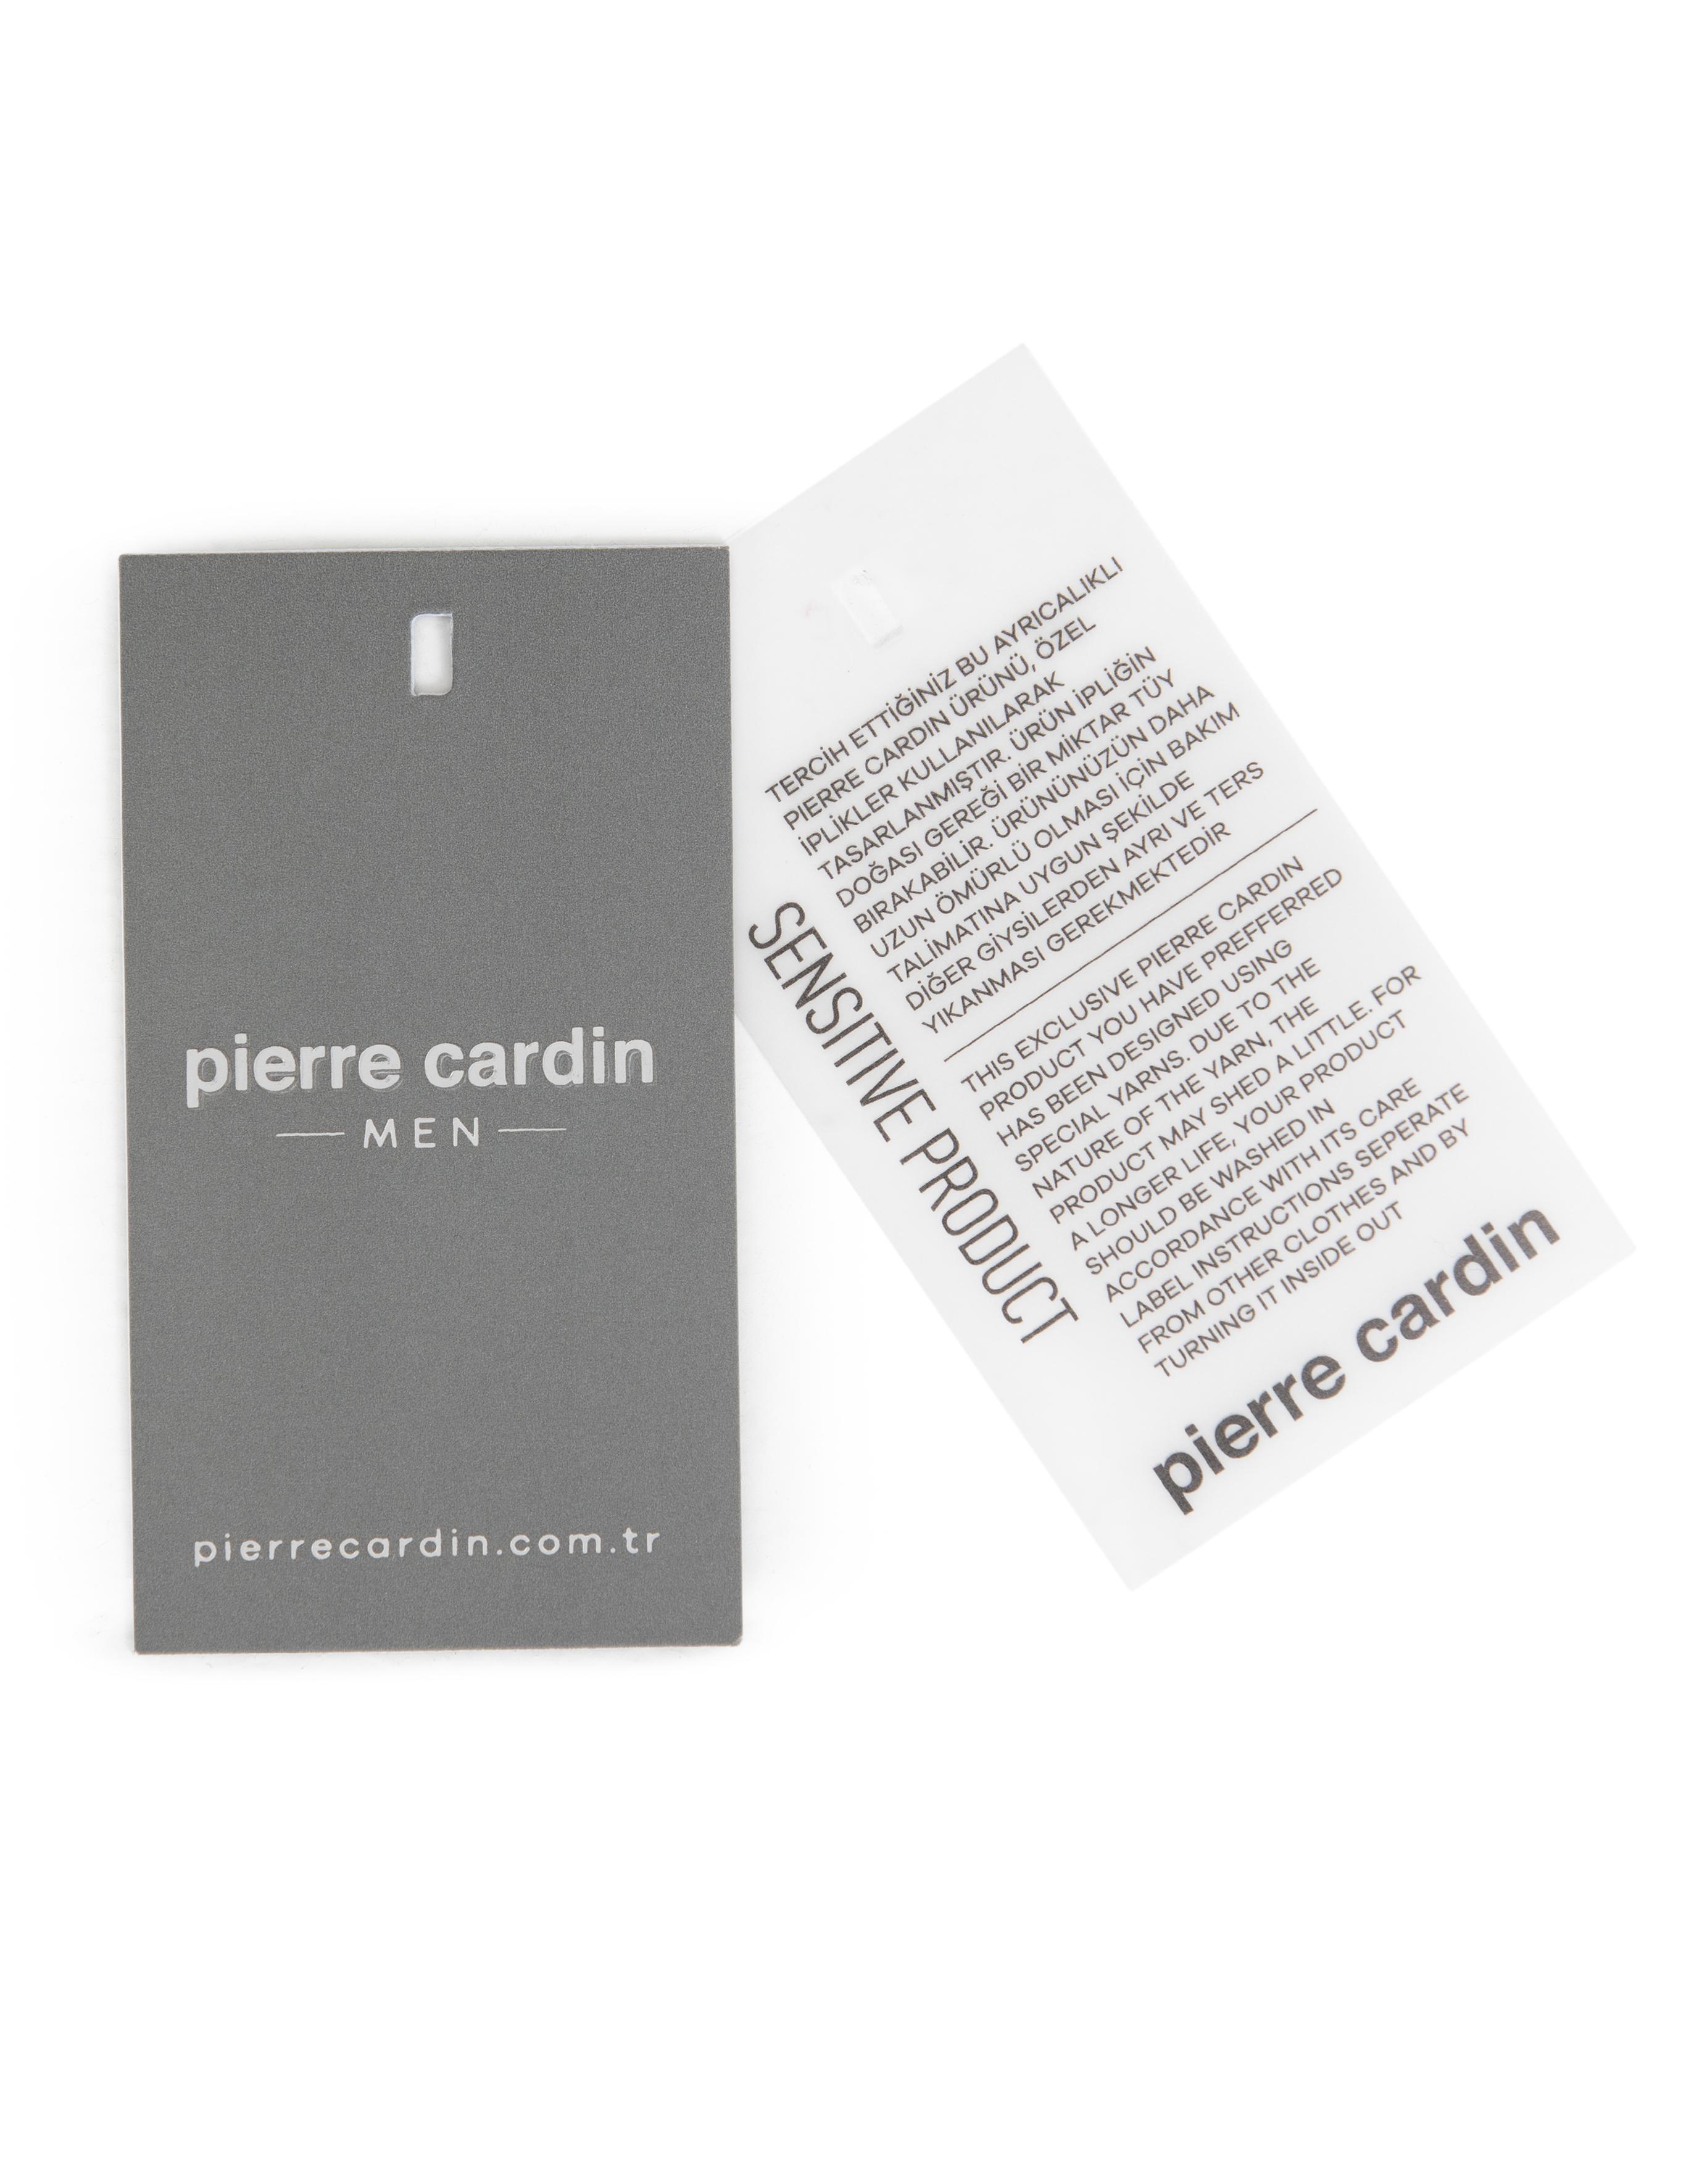 pierre cardin
MEN
pierrecardin.com.tr
SENSITIVE PRODUCT
TERCİH ETTİĞİNİZ BU AYRICALIKLI
PIERRE CARDIN ÜRÜNÜ, ÖZEL
İPLİKLER KULLANILARAK
TASARLANMIŞTIR. ÜRÜN İPLİĞİN
DOĞASI GEREĞİ BİR MİKTAR TÜY
BIRAKABİLİR. ÜRÜNÜNÜZÜN DAHA
UZUN ÖMÜRLÜ OLMASI İÇİN BAKIM
TALİMATINA UYGUN ŞEKİLDE
DİĞER GİYSİLERDEN AYRI VE TERS
YIKANMASI GEREKMEKTEDİR
THIS EXCLUSIVE PIERRE CARDIN
PRODUCT YOU HAVE PREFFERRED
HAS BEEN DESIGNED USING
SPECIAL YARNS. DUE TO THE
NATURE OF THE YARN, THE
PRODUCT MAY SHED A LITTLE. FOR
A LONGER LIFE, YOUR PRODUCT
SHOULD BE WASHED IN
ACCORDANCE WITH ITS CARE
LABEL INSTRUCTIONS SEPERATE
FROM OTHER CLOTHES AND BY
TURNING IT INSIDE OUT
pierre cardin